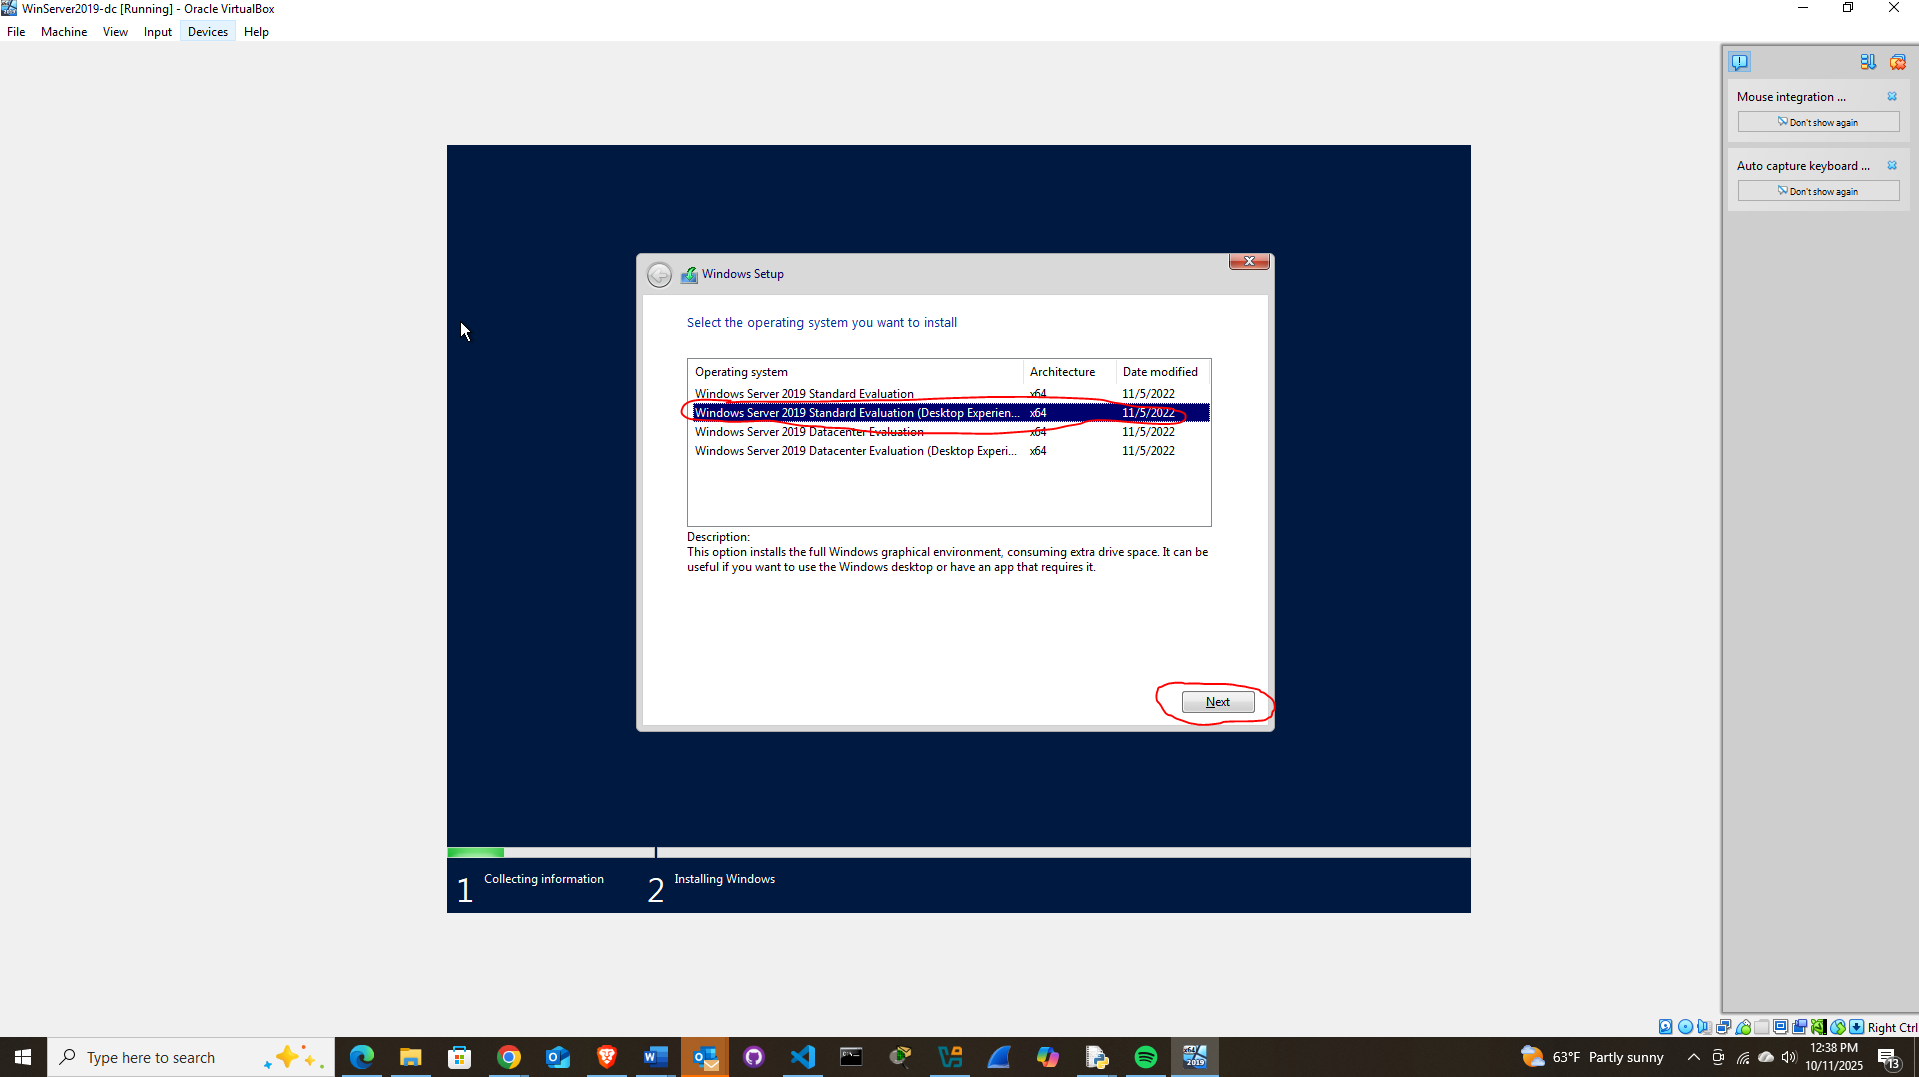 WinServer2019-dc [Running] - Oracle VirtualBox
File Machine View Input Devices Help
Mouse integration ...
Don't show again
Auto capture keyboard ...
Don't show again
Windows Setup
Select the operating system you want to install
Operating system Architecture Date modified
Windows Server 2019 Standard Evaluation x64 11/5/2022
Windows Server 2019 Standard Evaluation (Desktop Experien... x64 11/5/2022
Windows Server 2019 Datacenter Evaluation x64 11/5/2022
Windows Server 2019 Datacenter Evaluation (Desktop Experi... x64 11/5/2022
Description:
This option installs the full Windows graphical environment, consuming extra drive space. It can be
useful if you want to use the Windows desktop or have an app that requires it.
Next
1 Collecting information 2 Installing Windows
Right Ctrl
Type here to search
63°F Partly sunny
12:38 PM
10/11/2025
13